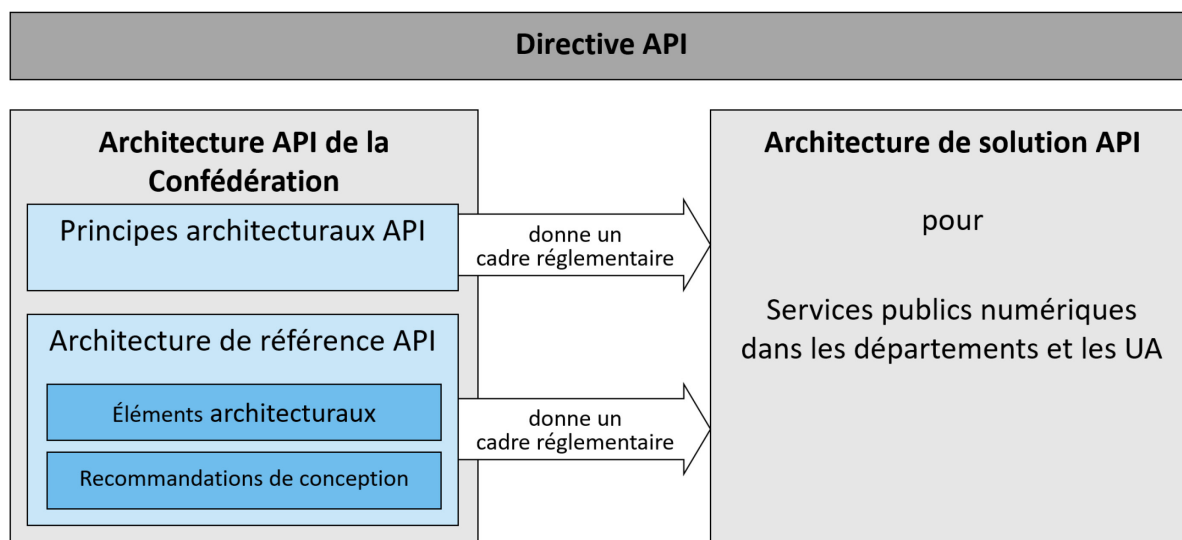 Directive API
Architecture API de la
Confédération
Principes architecturaux API
donne un
cadre réglementaire
Architecture de référence API
Éléments architecturaux
Recommandations de conception
donne un
cadre réglementaire
Architecture de solution API
pour
Services publics numériques
dans les départements et les UA